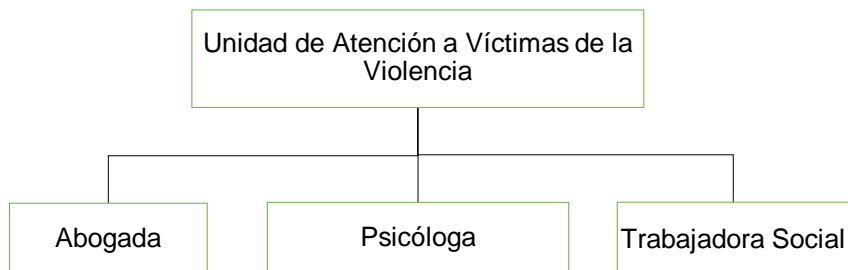 Unidad de Atención a Víctimas de la
Violencia
Abogada
Psicóloga
Trabajadora Social